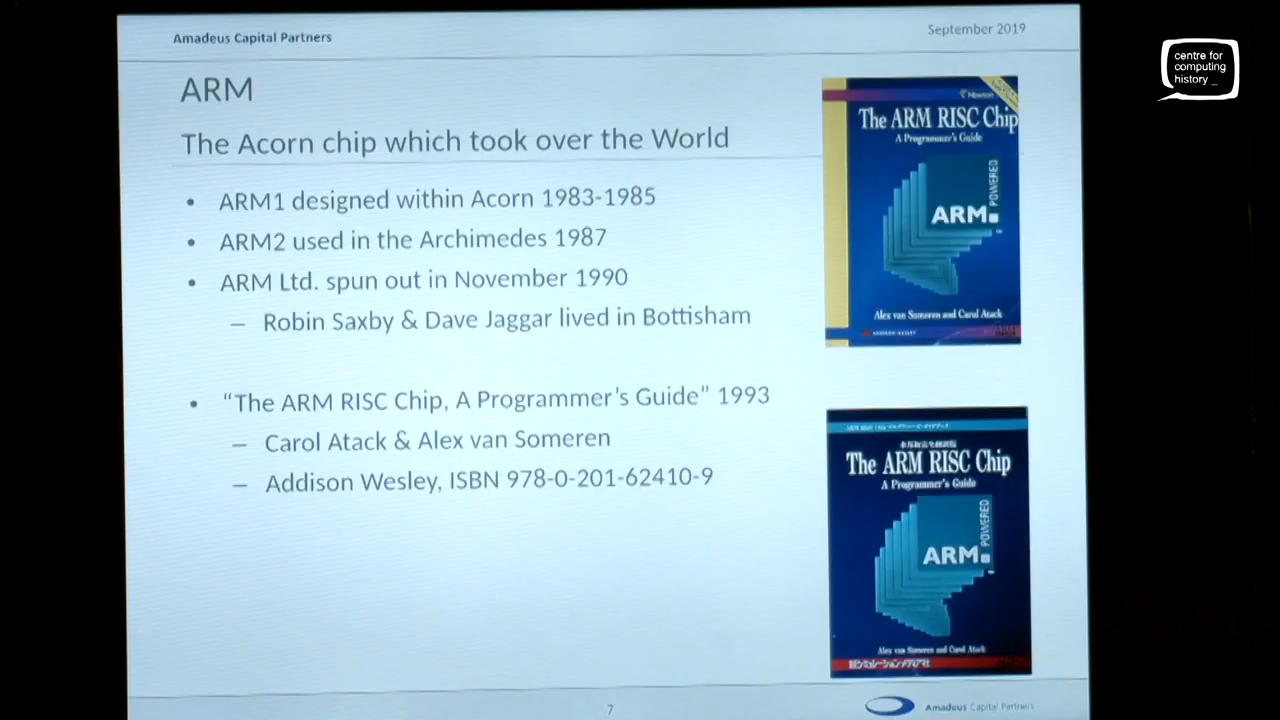 Amadeus Capital Partners
September 2019
centre for
computing
history _
ARM
The Acorn chip which took over the World
• ARM1 designed within Acorn 1983-1985
• ARM2 used in the Archimedes 1987
• ARM Ltd. spun out in November 1990
– Robin Saxby & Dave Jaggar lived in Bottisham
• “The ARM RISC Chip, A Programmer’s Guide” 1993
– Carol Atack & Alex van Someren
– Addison Wesley, ISBN 978-0-201-62410-9
Newton
The ARM RISC Chip
A Programmer's Guide
POWERED
ARM
Alex van Someren and Carol Atack
ADDISON-WESLEY
The ARM RISC Chip
A Programmer's Guide
POWERED
ARM
Alex van Someren and Carol Atack
7
Amadeus Capital Partners